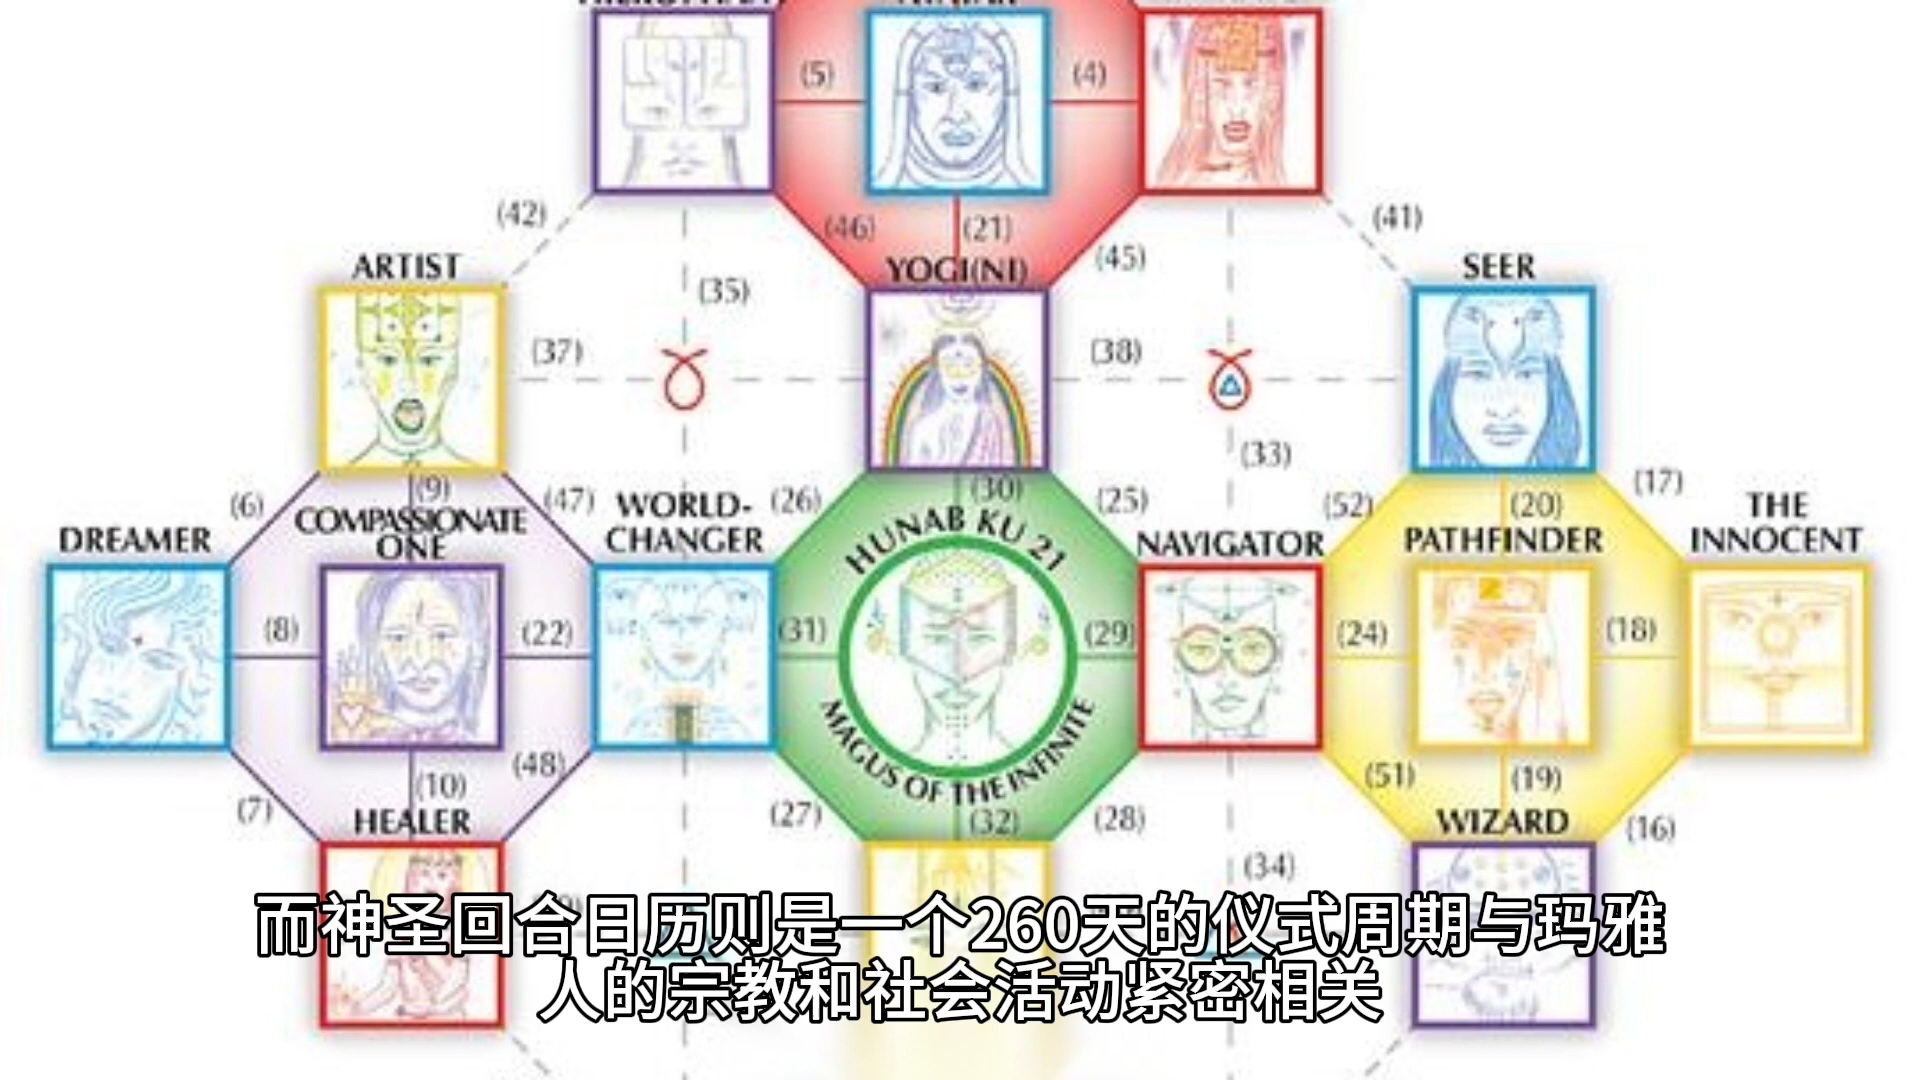 (5)
(4)
(42)
(46)
(21)
(45)
(41)
ARTIST
YOGI(NI)
SEER
(35)
(37)
(38)
(33)
(6)
(9)
(47)
(26)
(30)
(25)
(52)
(20)
(17)
DREAMER
COMPASSIONATE
ONE
WORLD-
CHANGER
HUNAB KU 21
NAVIGATOR
PATHFINDER
THE
INNOCENT
(8)
(22)
(31)
(29)
(24)
(18)
MAGUS OF THE INFINITE
(7)
(10)
(48)
(27)
(32)
(28)
(51)
(19)
(16)
HEALER
WIZARD
(34)
而神圣回合日历则是一个260天的仪式周期与玛雅
人的宗教和社会活动紧密相关